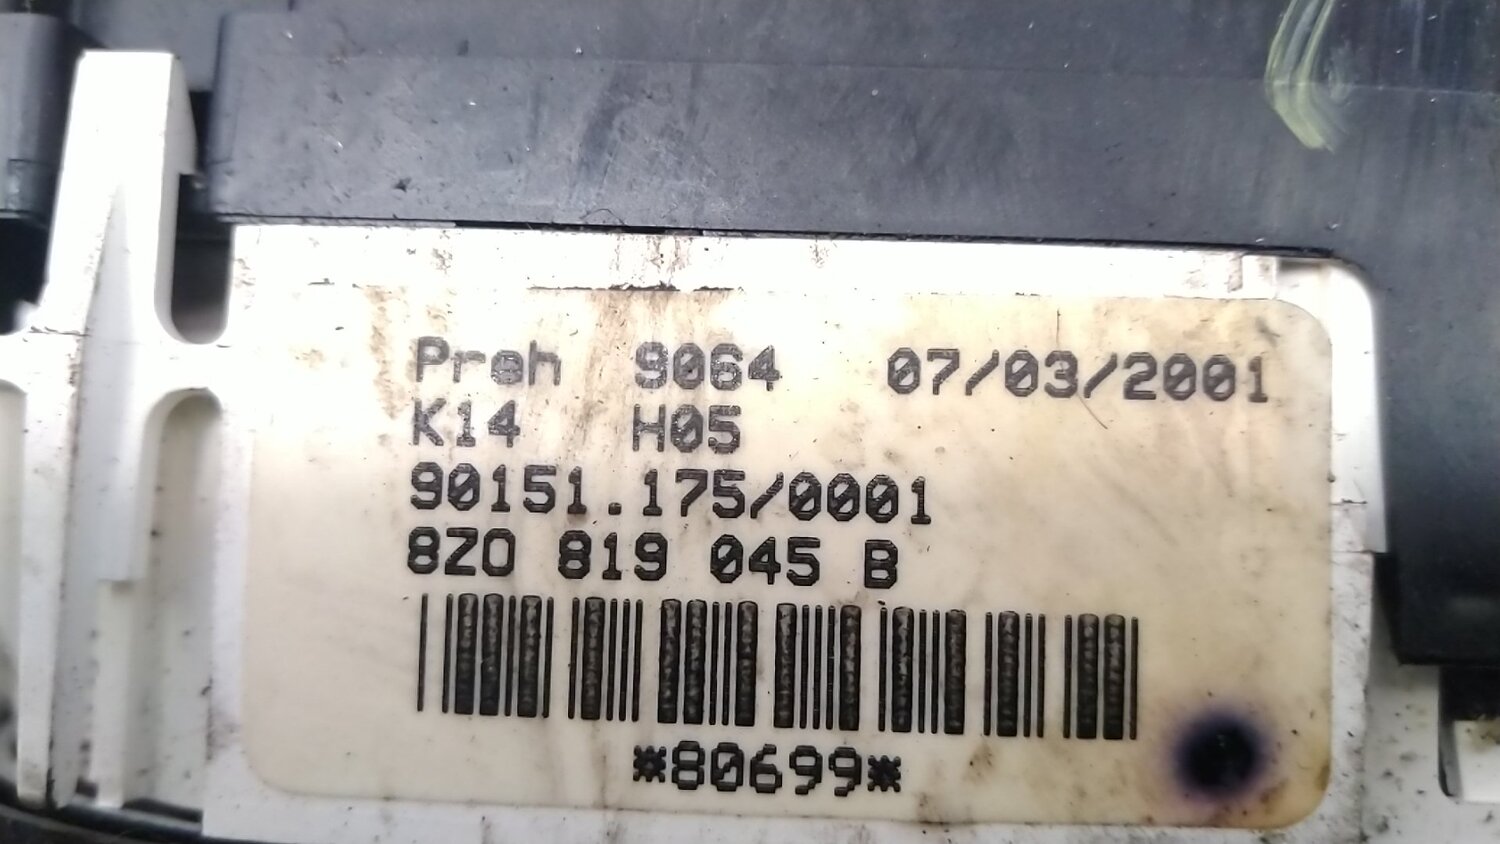 Preh 9064 07/03/2001
K14 H05
90151.175/0001
8Z0 819 045 B
*80699*